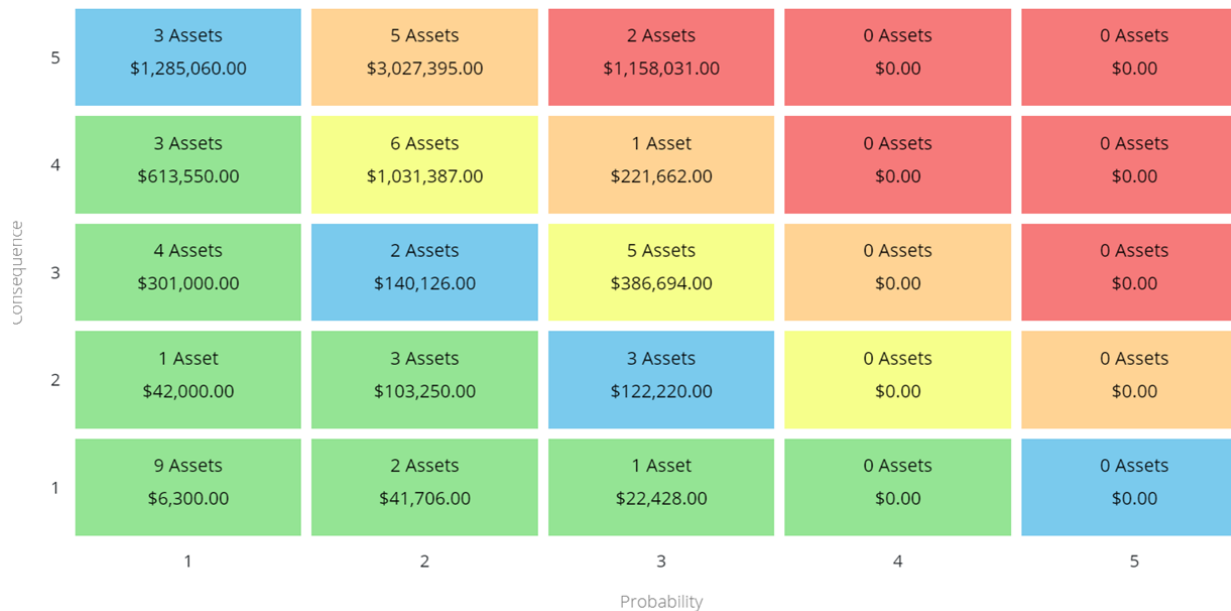 5
3 Assets
$1,285,060.00
5 Assets
$3,027,395.00
2 Assets
$1,158,031.00
0 Assets
$0.00
0 Assets
$0.00
4
3 Assets
$613,550.00
6 Assets
$1,031,387.00
1 Asset
$221,662.00
0 Assets
$0.00
0 Assets
$0.00
Consequence
3
4 Assets
$301,000.00
2 Assets
$140,126.00
5 Assets
$386,694.00
0 Assets
$0.00
0 Assets
$0.00
2
1 Asset
$42,000.00
3 Assets
$103,250.00
3 Assets
$122,220.00
0 Assets
$0.00
0 Assets
$0.00
1
9 Assets
$6,300.00
2 Assets
$41,706.00
1 Asset
$22,428.00
0 Assets
$0.00
0 Assets
$0.00
1
2
3
4
5
Probability